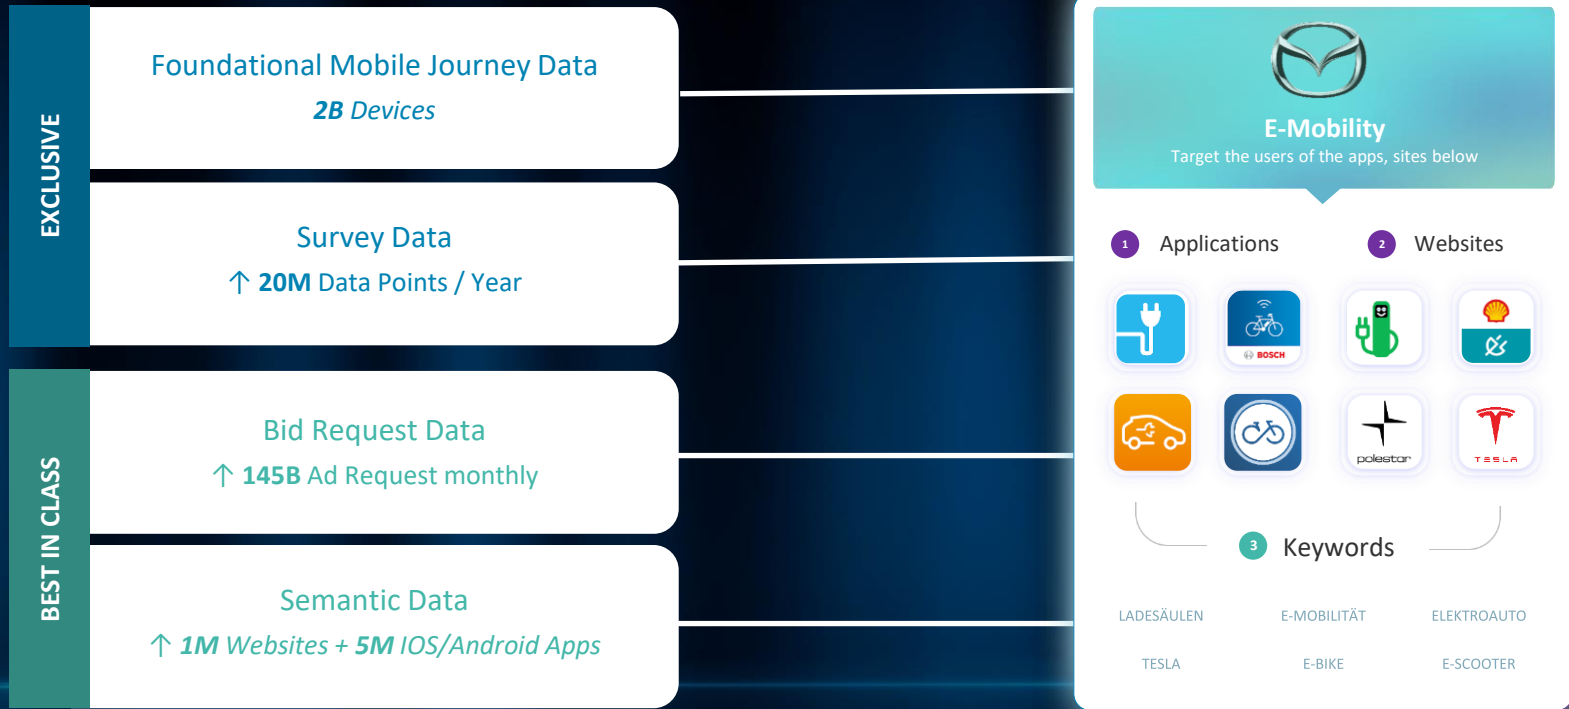 EXCLUSIVE
Foundational Mobile Journey Data
2B Devices
Survey Data
↑ 20M Data Points / Year
BEST IN CLASS
Bid Request Data
↑ 145B Ad Request monthly
Semantic Data
↑ 1M Websites + 5M IOS/Android Apps
E-Mobility
Target the users of the apps, sites below
1 Applications
2 Websites
BOSCH
polestar
TESLA
3 Keywords
LADESÄULEN E-MOBILITÄT ELEKTROAUTO
TESLA E-BIKE E-SCOOTER